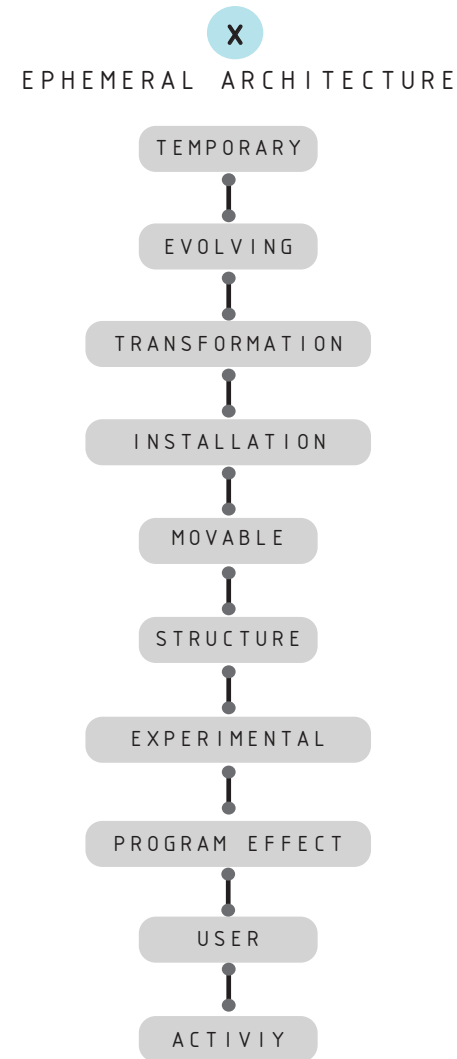 x
EPHEMERAL ARCHITECTURE
TEMPORARY
EVOLVING
TRANSFORMATION
INSTALLATION
MOVABLE
STRUCTURE
EXPERIMENTAL
PROGRAM EFFECT
USER
ACTIVIY